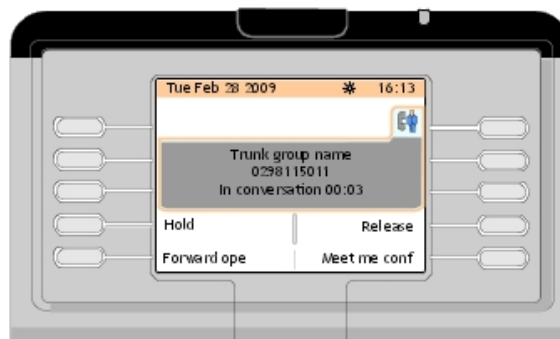 Tue Feb 28 2009 16:13
Trunk group name
0298115011
In conversation 00:03
Hold Release
Forward ope Meet me conf